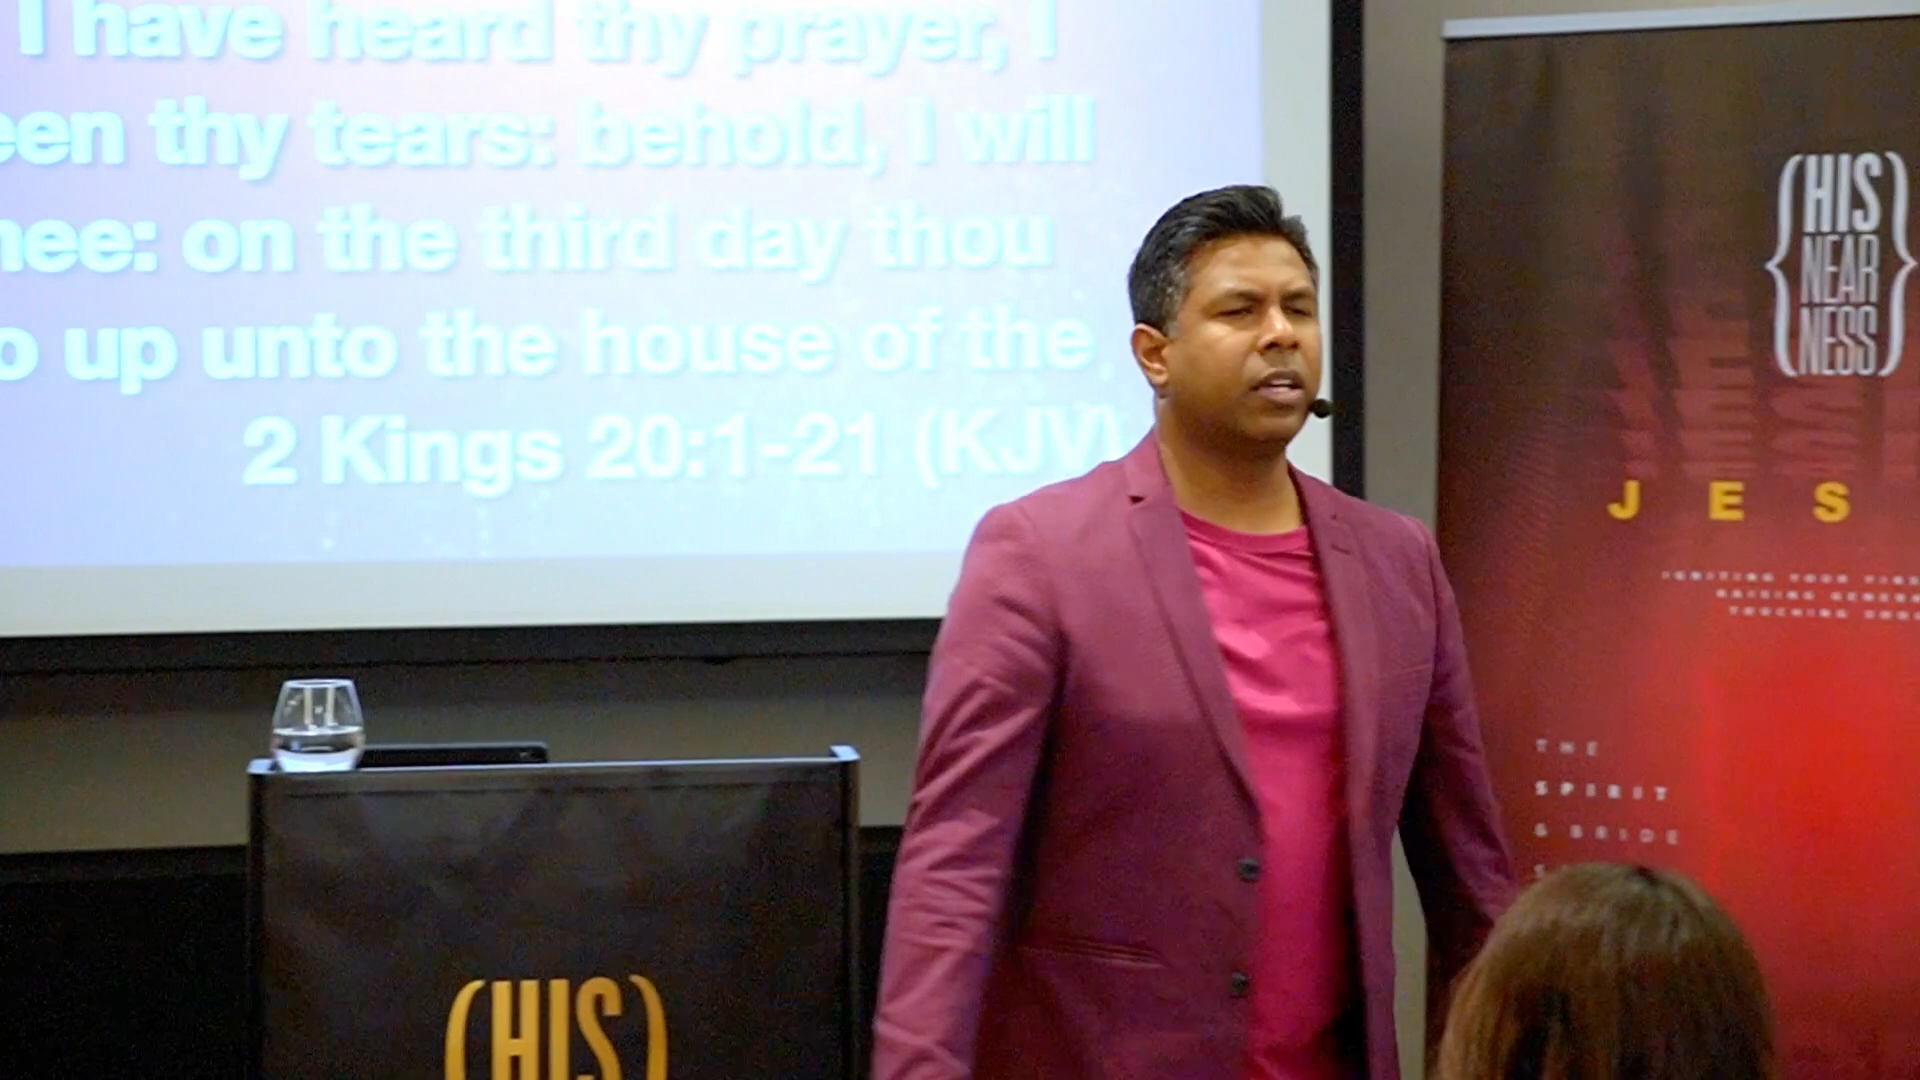 I have heard thy prayer, I
een thy tears: behold, I will
hee: on the third day thou
o up unto the house of the
2 Kings 20:1-21 (KJV)
{HIS
NEAR
NESS}
JES
THE
SPIRIT
& BRIDE
(HIS)